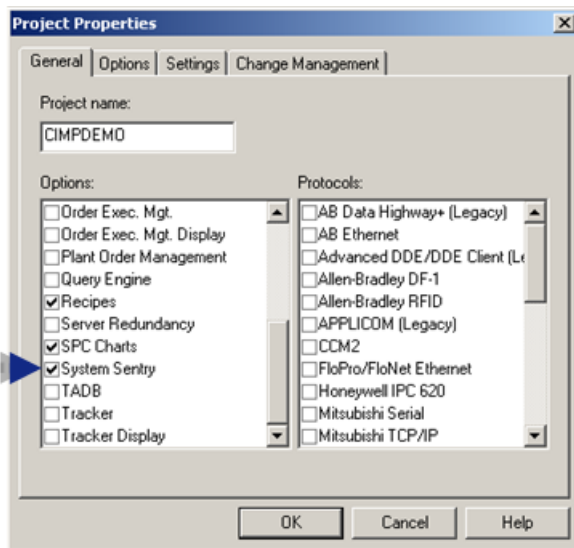 Project Properties
General Options Settings Change Management
Project name:
CIMPDEMO
Options:
Order Exec. Mgt.
Order Exec. Mgt. Display
Plant Order Management
Query Engine
Recipes
Server Redundancy
SPC Charts
System Sentry
TADB
Tracker
Tracker Display
Protocols:
AB Data Highway+ (Legacy)
AB Ethernet
Advanced DDE/DDE Client (Le
Allen-Bradley DF-1
Allen-Bradley RFID
APPLICOM (Legacy)
CCM2
FloPro/FloNet Ethernet
Honeywell IPC 620
Mitsubishi Serial
Mitsubishi TCP/IP
OK Cancel Help